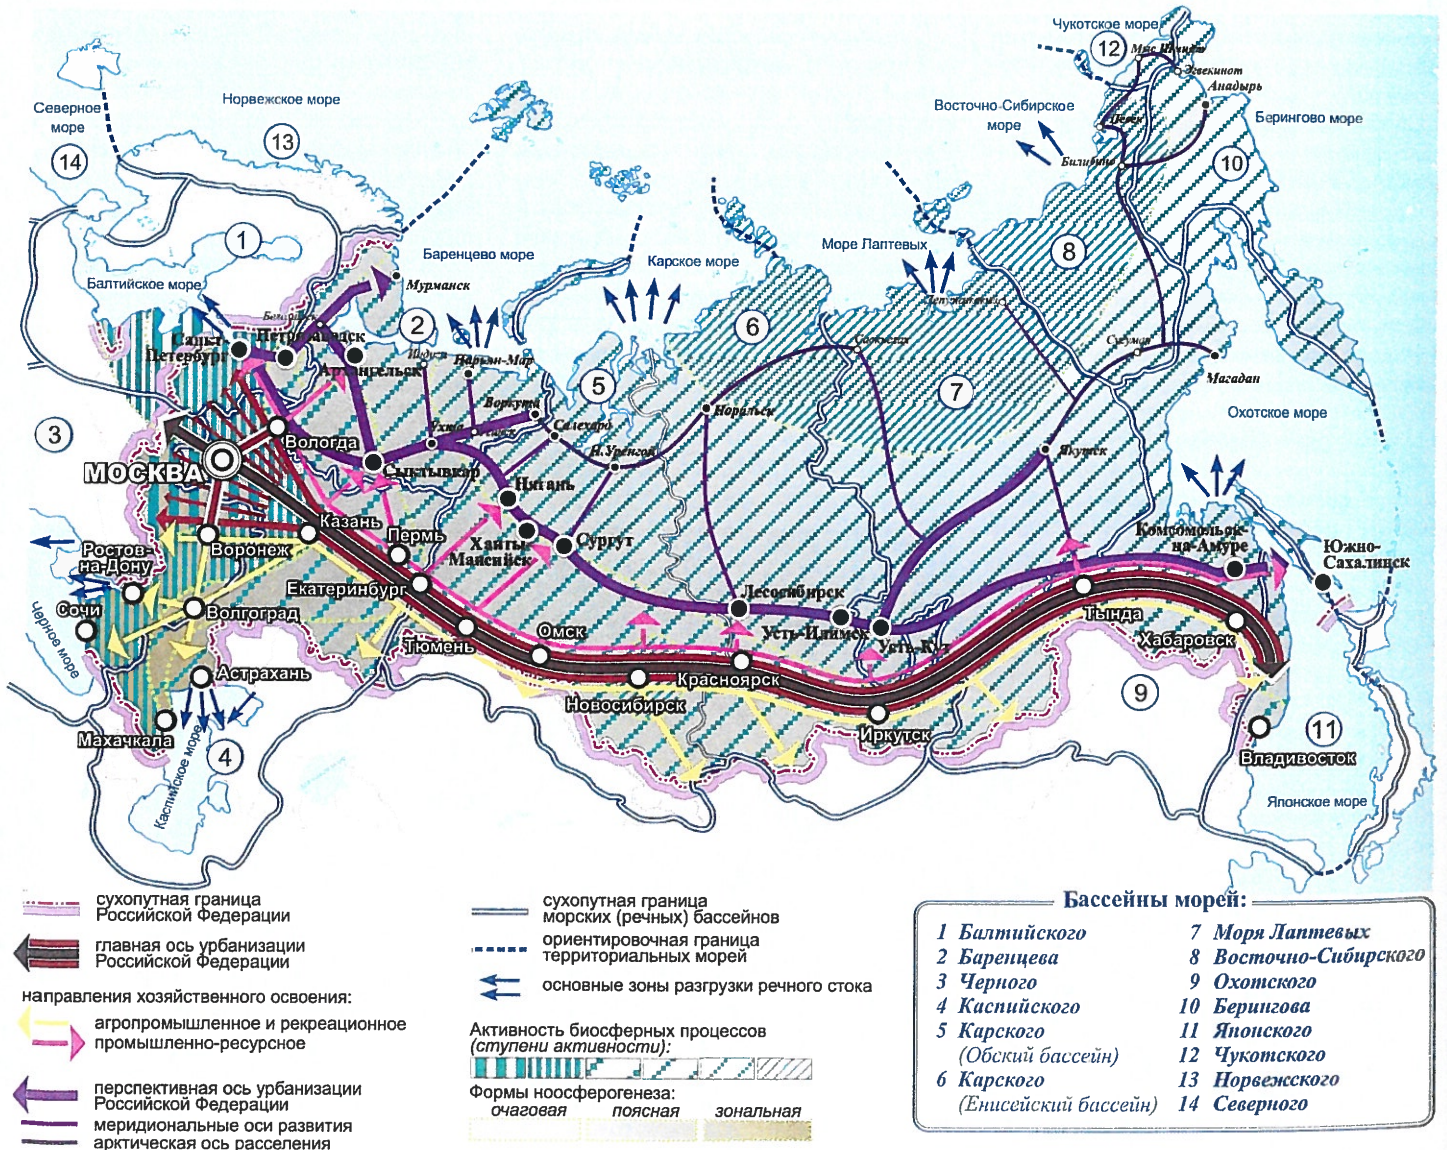 Чукотское море
12
Мыс Шмидта
Эгвекинот
Анадырь
Северное
море
14
Норвежское море
13
Восточно-Сибирское
море
Певек
Берингово море
Билибино
10
1
Балтийское море
Баренцево море
Карское море
Море Лаптевых
8
Мурманск
Беломорск
2
Индига
Нарьян-Мар
6
Депутатский
Санкт-
Петербург
Петрозаводск
Архангельск
5
7
Сусуман
Магадан
Воркута
Салехард
Н.Уренгой
Норильск
Охотское море
3
Ухта
Вологда
Сыктывкар
Якутск
МОСКВА
Нягань
Казань
Воронеж
Пермь
Ханты-
Мансийск
Сургут
Комсомольск-
на-Амуре
Южно-
Сахалинск
Ростов-
на-Дону
Екатеринбург
Лесосибирск
Сочи
Волгоград
Тюмень
Омск
Усть-Илимск
Усть-Кут
Тында
Хабаровск
Черное море
Астрахань
Новосибирск
Красноярск
Иркутск
9
11
Махачкала
Каспийское море
4
Владивосток
Японское море
сухопутная граница
Российской Федерации
главная ось урбанизации
Российской Федерации
направления хозяйственного освоения:
агропромышленное и рекреационное
промышленно-ресурсное
перспективная ось урбанизации
Российской Федерации
меридиональные оси развития
арктическая ось расселения
сухопутная граница
морских (речных) бассейнов
ориентировочная граница
территориальных морей
основные зоны разгрузки речного стока
Активность биосферных процессов
(ступени активности):
Формы ноосферогенеза:
очаговая поясная зональная
Бассейны морей:
1 Балтийского
2 Баренцева
3 Черного
4 Каспийского
5 Карского
(Обский бассейн)
6 Карского
(Енисейский бассейн)
7 Моря Лаптевых
8 Восточно-Сибирского
9 Охотского
10 Берингова
11 Японского
12 Чукотского
13 Норвежского
14 Северного